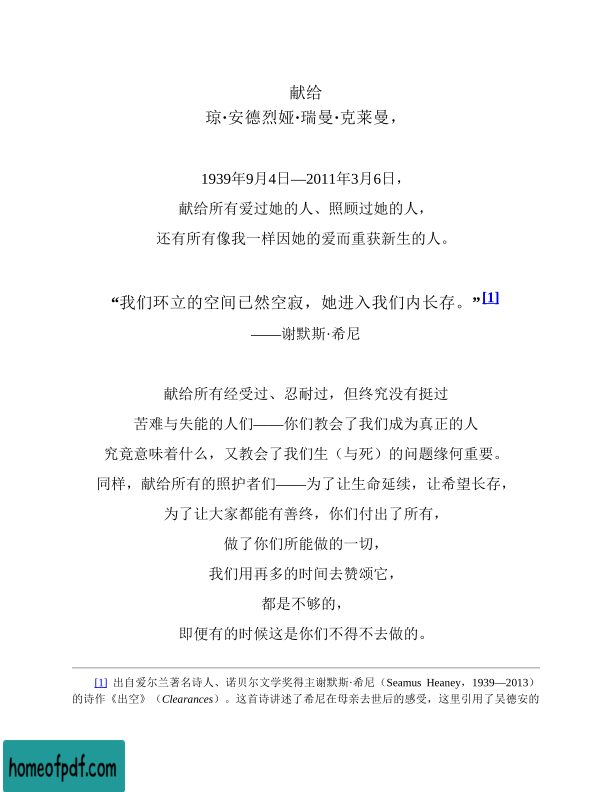 献给
琼·安德烈娅·瑞曼·克莱曼，
1939年9月4日—2011年3月6日，
献给所有爱过她的人、照顾过她的人，
还有所有像我一样因她的爱而重获新生的人。
“我们环立的空间已然空寂，她进入我们内长存。”[1]
——谢默斯·希尼
献给所有经受过、忍耐过，但终究没有挺过
苦难与失能的人们——你们教会了我们成为真正的人
究竟意味着什么，又教会了我们生（与死）的问题缘何重要。
同样，献给所有的照护者们——为了让生命延续，让希望长存，
为了让大家都能有善终，你们付出了所有，
做了你们所能做的一切，
我们用再多的时间去赞颂它，
都是不够的，
即便有的时候这是你们不得不去做的。
[1] 出自爱尔兰著名诗人、诺贝尔文学奖得主谢默斯·希尼（Seamus Heaney，1939—2013）
的诗作《出空》（Clearances）。这首诗讲述了希尼在母亲去世后的感受，这里引用了吴德安的
homeofpdf.com